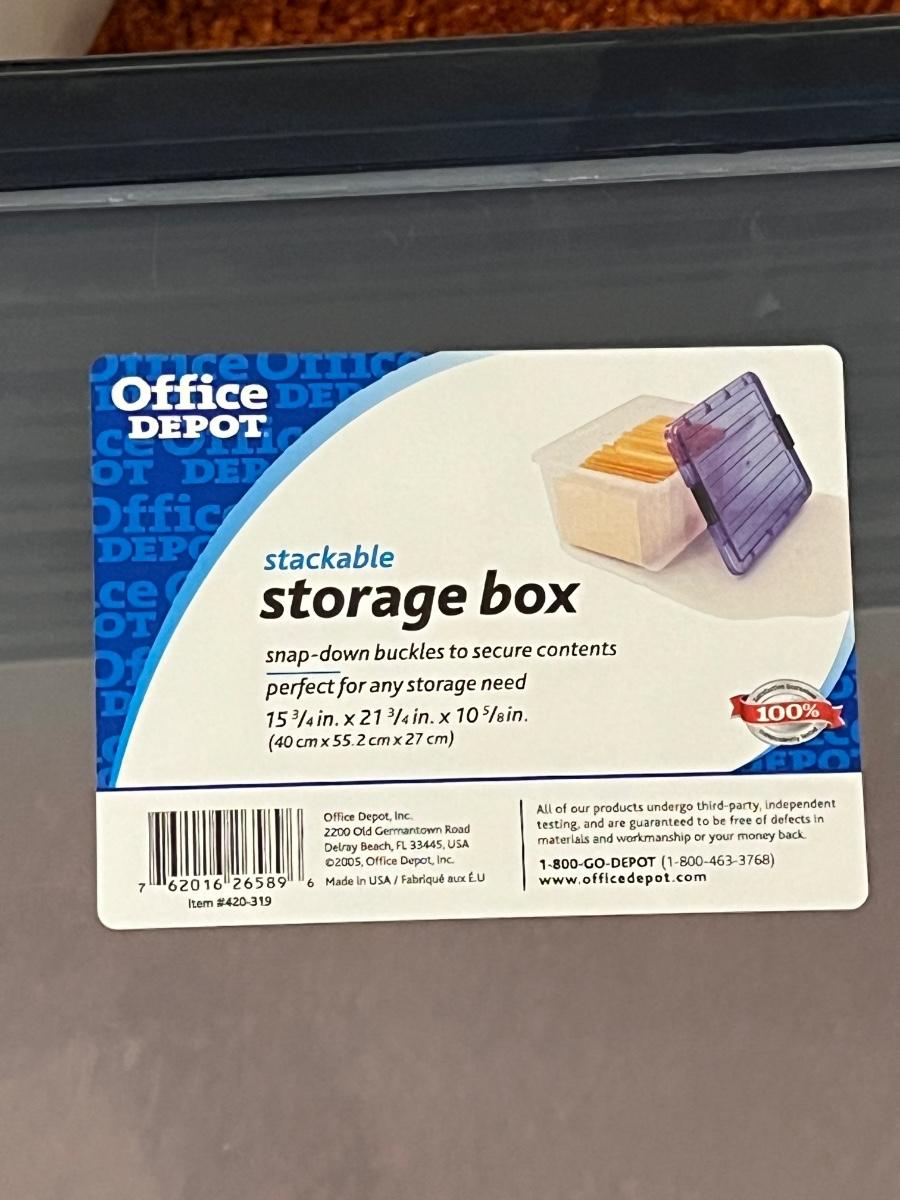 Office
DEPOT
stackable
storage box
snap-down buckles to secure contents
perfect for any storage need
15 3/4 in. x 21 3/4 in. x 10 5/8 in.
(40 cm x 55.2 cm x 27 cm)
Satisfaction Guaranteed
100%
Independently Tested
7 62016 26589 6
Item #420-319
Office Depot, Inc.
2200 Old Germantown Road
Delray Beach, FL 33445, USA
©2005, Office Depot, Inc.
Made in USA / Fabriqué aux É.U
All of our products undergo third-party, independent
testing, and are guaranteed to be free of defects in
materials and workmanship or your money back.
1-800-GO-DEPOT (1-800-463-3768)
www.officedepot.com